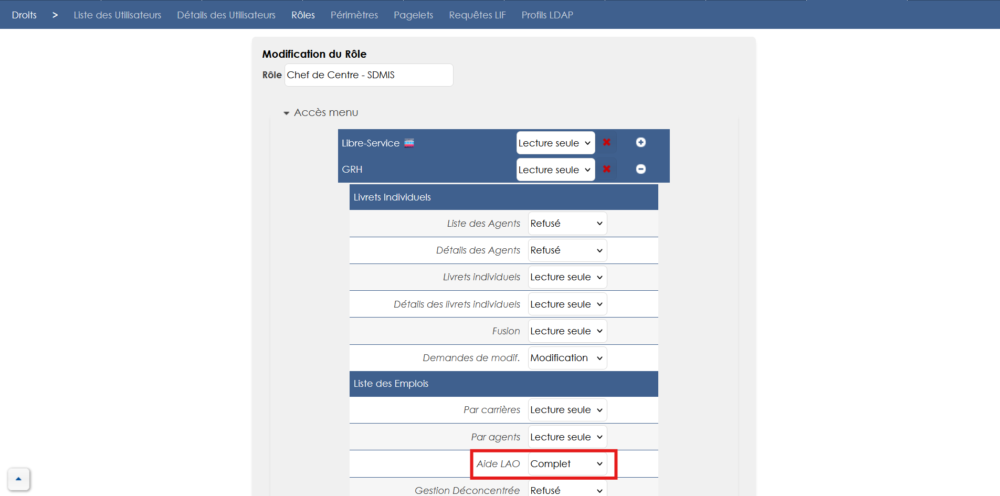 Droits > Liste des Utilisateurs Détails des Utilisateurs Rôles Périmètres Pagelets Requêtes LIF Profils LDAP
Modification du Rôle
Rôle Chef de Centre - SDMIS
Accès menu
Libre-Service Lecture seule
GRH Lecture seule
Livrets Individuels
Liste des Agents Refusé
Détails des Agents Refusé
Livrets individuels Lecture seule
Détails des livrets individuels Lecture seule
Fusion Lecture seule
Demandes de modif. Modification
Liste des Emplois
Par carrières Lecture seule
Par agents Lecture seule
Aide LAO Complet
Gestion Déconcentrée Refusé